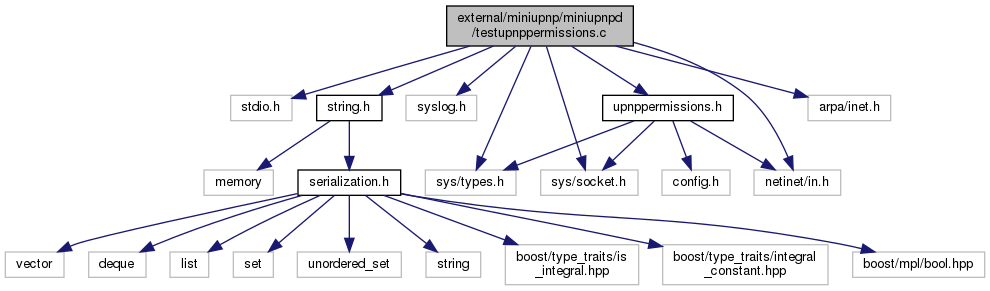 external/miniupnp/miniupnpd
/testupnppermissions.c
stdio.h
string.h
syslog.h
upnppermissions.h
arpa/inet.h
memory
serialization.h
sys/types.h
sys/socket.h
config.h
netinet/in.h
vector
deque
list
set
unordered_set
string
boost/type_traits/is
_integral.hpp
boost/type_traits/integral
_constant.hpp
boost/mpl/bool.hpp